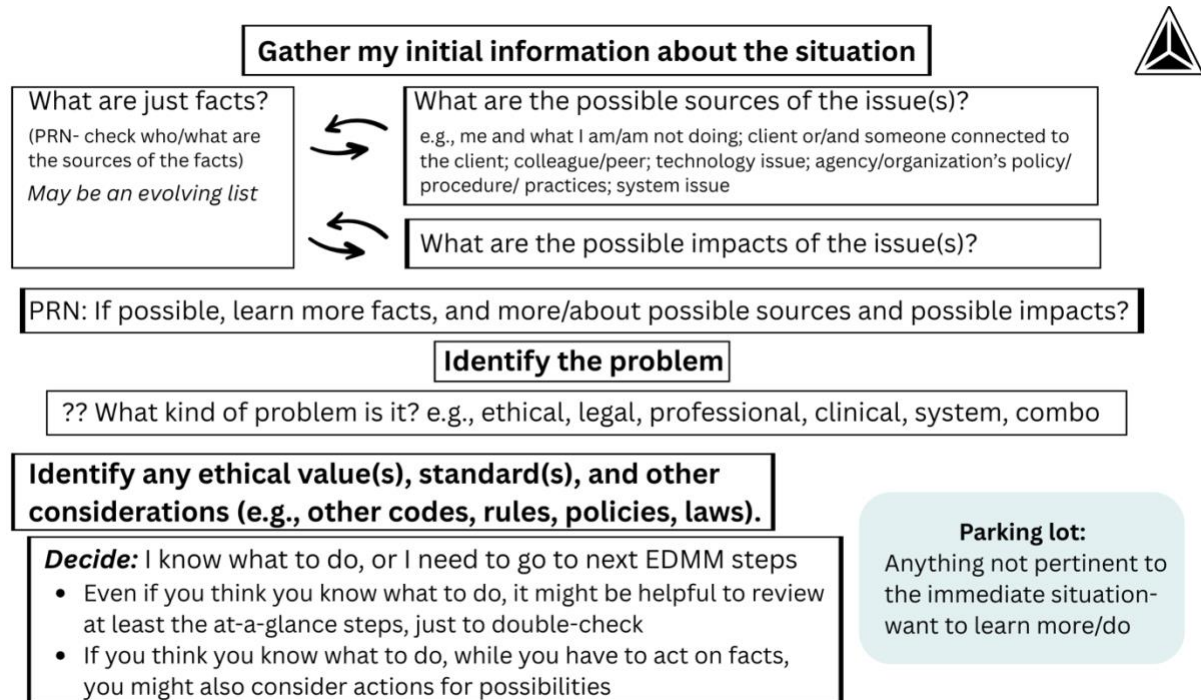 Gather my initial information about the situation
What are just facts?
(PRN- check who/what are
the sources of the facts)
May be an evolving list
What are the possible sources of the issue(s)?
e.g., me and what I am/am not doing; client or/and someone connected to
the client; colleague/peer; technology issue; agency/organization’s policy/
procedure/ practices; system issue
What are the possible impacts of the issue(s)?
PRN: If possible, learn more facts, and more/about possible sources and possible impacts?
Identify the problem
?? What kind of problem is it? e.g., ethical, legal, professional, clinical, system, combo
Identify any ethical value(s), standard(s), and other
considerations (e.g., other codes, rules, policies, laws).
Decide: I know what to do, or I need to go to next EDMM steps
• Even if you think you know what to do, it might be helpful to review
at least the at-a-glance steps, just to double-check
• If you think you know what to do, while you have to act on facts,
you might also consider actions for possibilities
Parking lot:
Anything not pertinent to
the immediate situation-
want to learn more/do